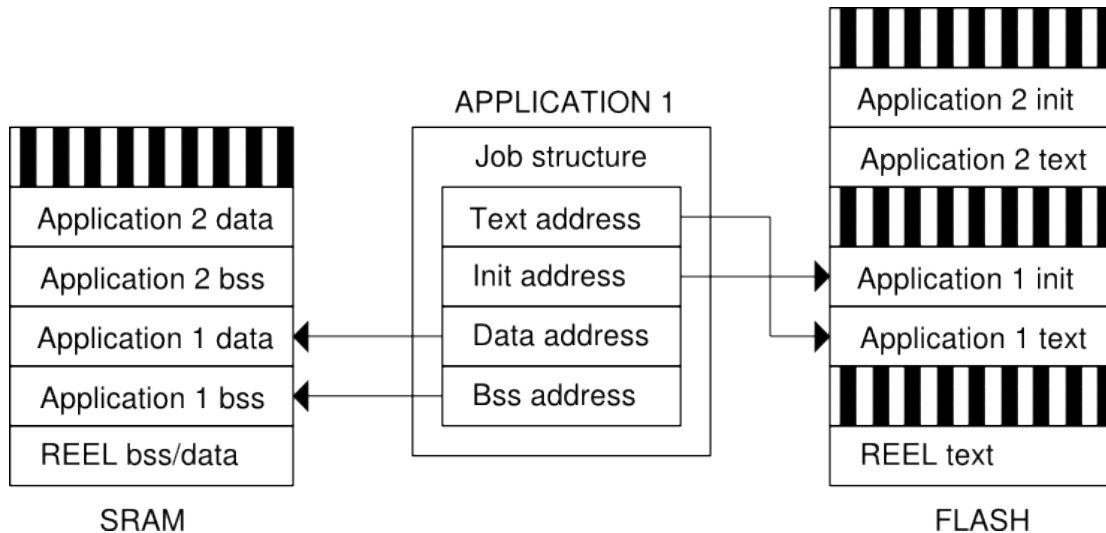 Application 2 data
Application 2 bss
Application 1 data
Application 1 bss
REEL bss/data
SRAM
APPLICATION 1
Job structure
Text address
Init address
Data address
Bss address
Application 2 init
Application 2 text
Application 1 init
Application 1 text
REEL text
FLASH